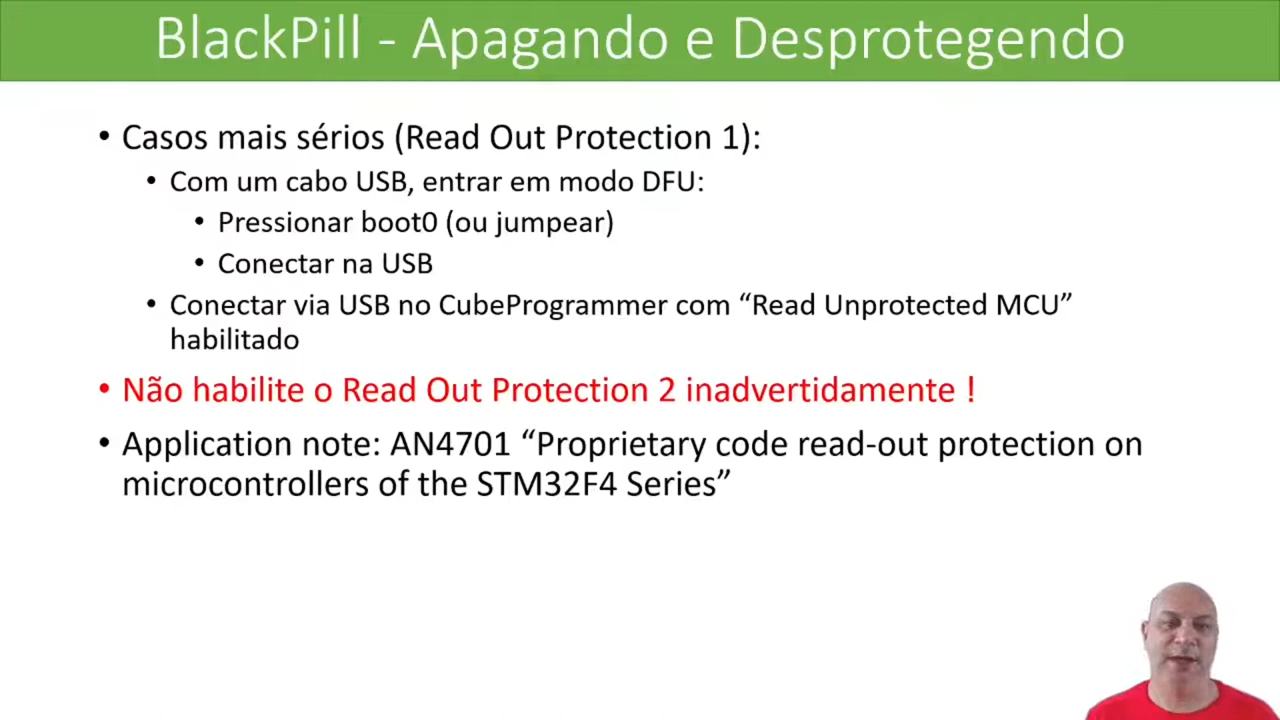 BlackPill - Apagando e Desprotegendo
• Casos mais sérios (Read Out Protection 1):
• Com um cabo USB, entrar em modo DFU:
• Pressionar boot0 (ou jumpear)
• Conectar na USB
• Conectar via USB no CubeProgrammer com “Read Unprotected MCU”
habilitado
• Não habilite o Read Out Protection 2 inadvertidamente !
• Application note: AN4701 “Proprietary code read-out protection on
microcontrollers of the STM32F4 Series”